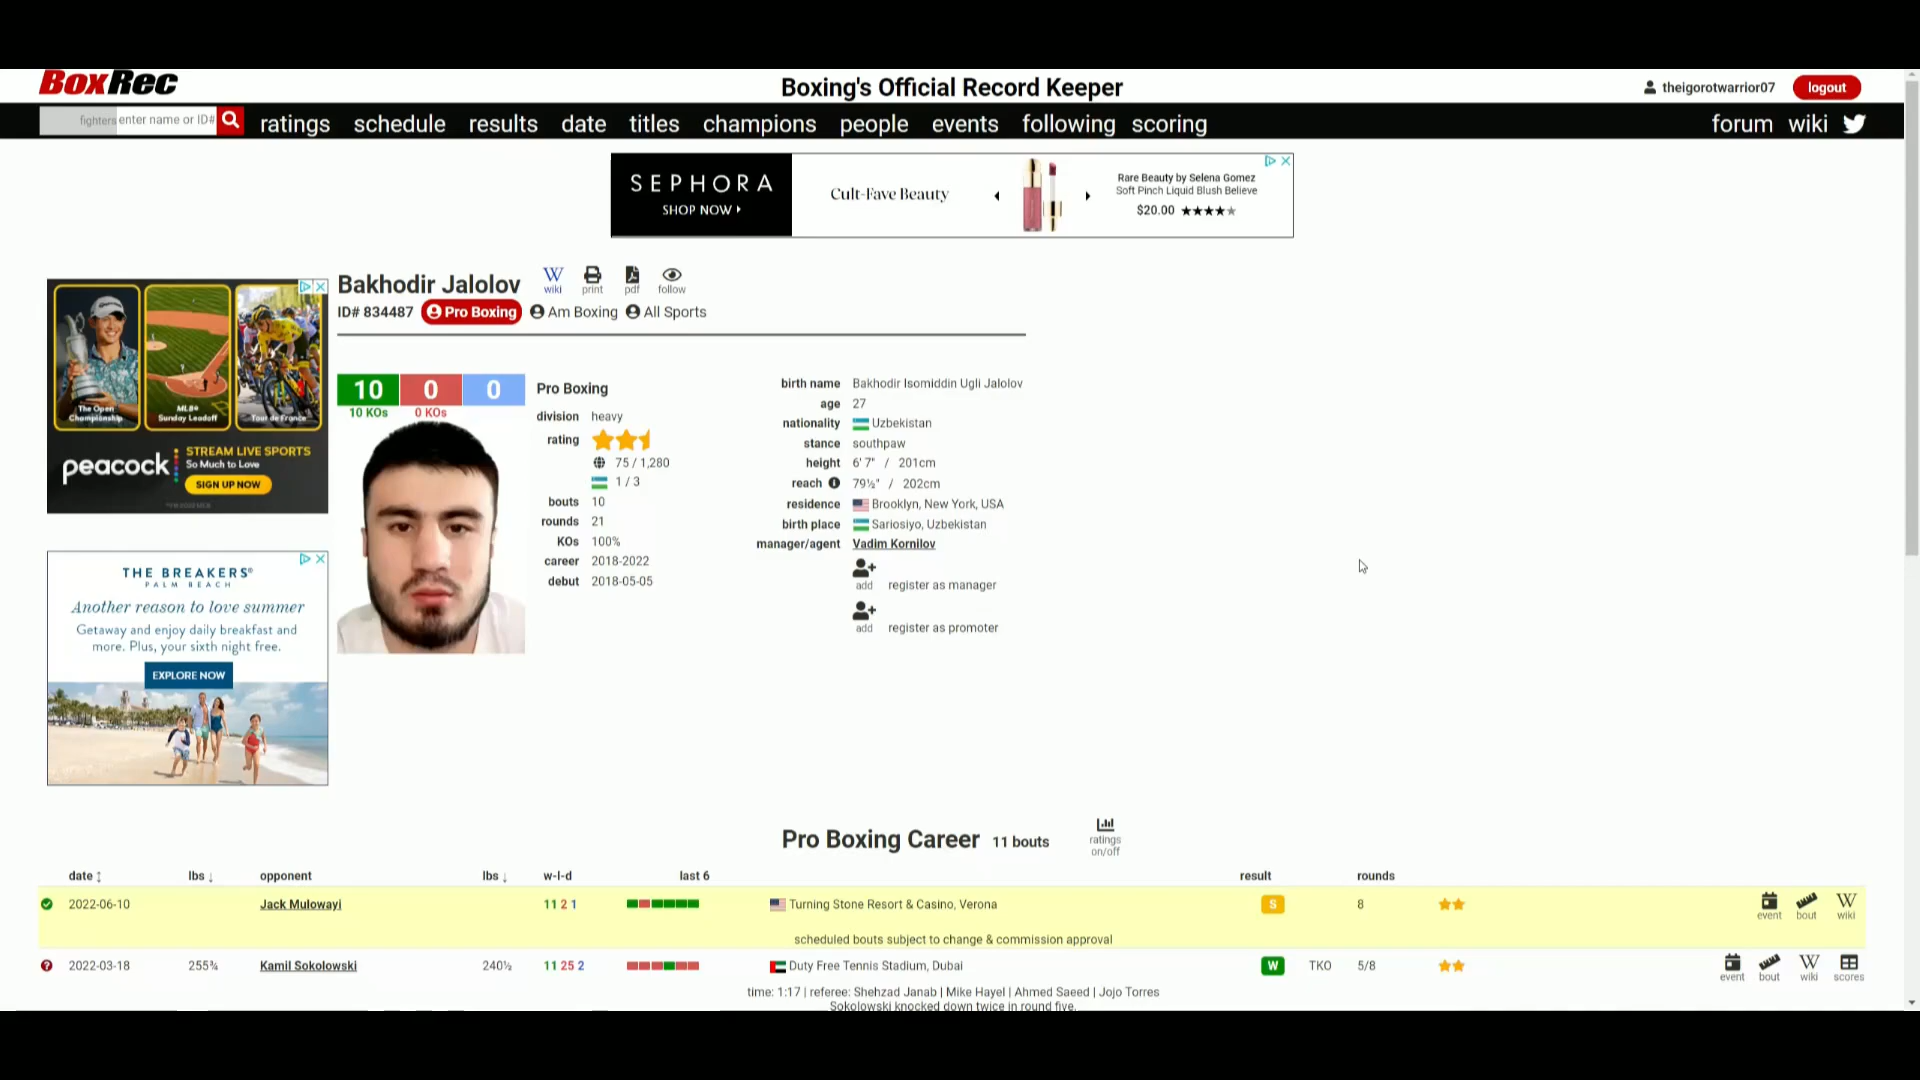 BoxRec
Boxing's Official Record Keeper
theigorotwarrior07
logout
fighters enter name or ID#
ratings schedule results date titles champions people events following scoring
forum wiki
SEPHORA
SHOP NOW
Cult-Fave Beauty
Rare Beauty by Selena Gomez
Soft Pinch Liquid Blush Believe
$20.00
The Open
Championship
MLB®
Sunday Leadoff
Tour de France
peacock
STREAM LIVE SPORTS
So Much to Love
SIGN UP NOW
THE BREAKERS®
PALM BEACH
Another reason to love summer
Getaway and enjoy daily breakfast and
more. Plus, your sixth night free.
EXPLORE NOW
Bakhodir Jalolov
wiki print pdf follow
ID# 834487 Pro Boxing Am Boxing All Sports
10 0 0
10 KOs 0 KOs
Pro Boxing
division heavy
rating
75 / 1,280
1 / 3
bouts 10
rounds 21
KOs 100%
career 2018-2022
debut 2018-05-05
birth name Bakhodir Isomiddin Ugli Jalolov
age 27
nationality Uzbekistan
stance southpaw
height 6′ 7″ / 201cm
reach 79½″ / 202cm
residence Brooklyn, New York, USA
birth place Sariosiyo, Uzbekistan
manager/agent Vadim Kornilov
add register as manager
add register as promoter
Pro Boxing Career 11 bouts
ratings
on/off
date lbs opponent lbs w-l-d last 6 result rounds
2022-06-10 Jack Mulowayi 11 2 1 Turning Stone Resort & Casino, Verona S 8
event bout wiki
scheduled bouts subject to change & commission approval
2022-03-18 255¾ Kamil Sokolowski 240½ 11 25 2 Duty Free Tennis Stadium, Dubai W TKO 5/8
event bout wiki scores
time: 1:17 | referee: Shehzad Janab | Mike Hayel | Ahmed Saeed | Jojo Torres
Sokolowski knocked down twice in round five.